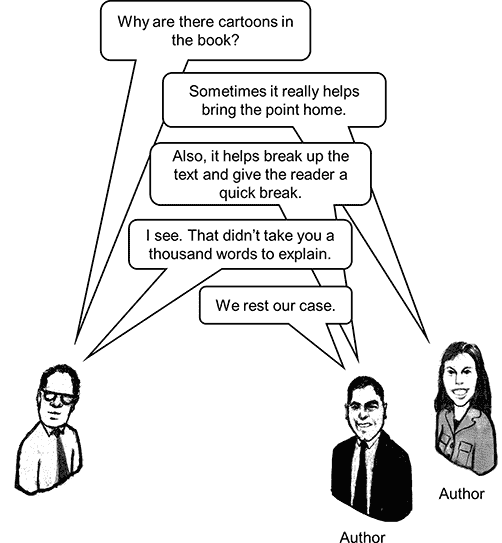 Why are there cartoons in
the book?
Sometimes it really helps
bring the point home.
Also, it helps break up the
text and give the reader a
quick break.
I see. That didn’t take you a
thousand words to explain.
We rest our case.
Author
Author